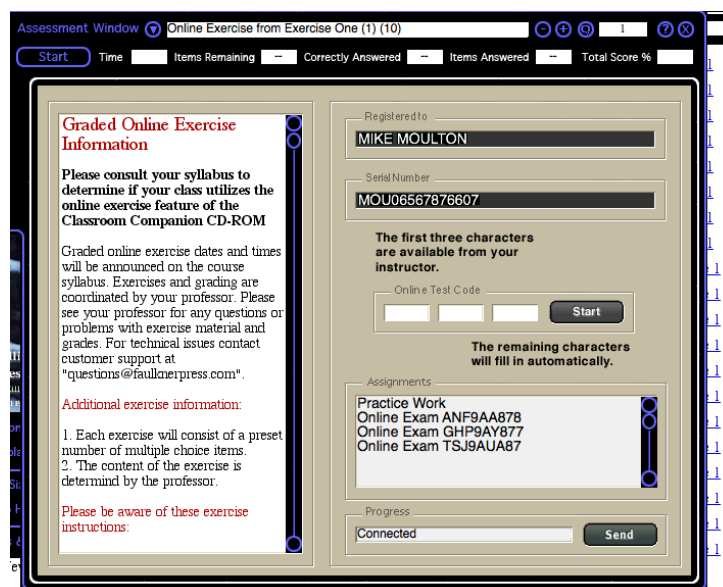 Assessment Window
Online Exercise from Exercise One (1) (10)
1
Start
Time
Items Remaining --
Correctly Answered --
Items Answered --
Total Score %
Graded Online Exercise
Information
Please consult your syllabus to
determine if your class utilizes the
online exercise feature of the
Classroom Companion CD-ROM
Graded online exercise dates and times
will be announced on the course
syllabus. Exercises and grading are
coordinated by your professor. Please
see your professor for any questions or
problems with exercise material and
grades. For technical issues contact
customer support at
"questions@faulknerpress.com".
Additional exercise information:
1. Each exercise will consist of a preset
number of multiple choice items.
2. The content of the exercise is
determind by the professor.
Please be aware of these exercise
instructions:
Registered to
MIKE MOULTON
Serial Number
MOU06567876607
The first three characters
are available from your
instructor.
Online Test Code
Start
The remaining characters
will fill in automatically.
Assignments
Practice Work
Online Exam ANF9AA878
Online Exam GHP9AY877
Online Exam TSJ9AUA87
Progress
Connected
Send